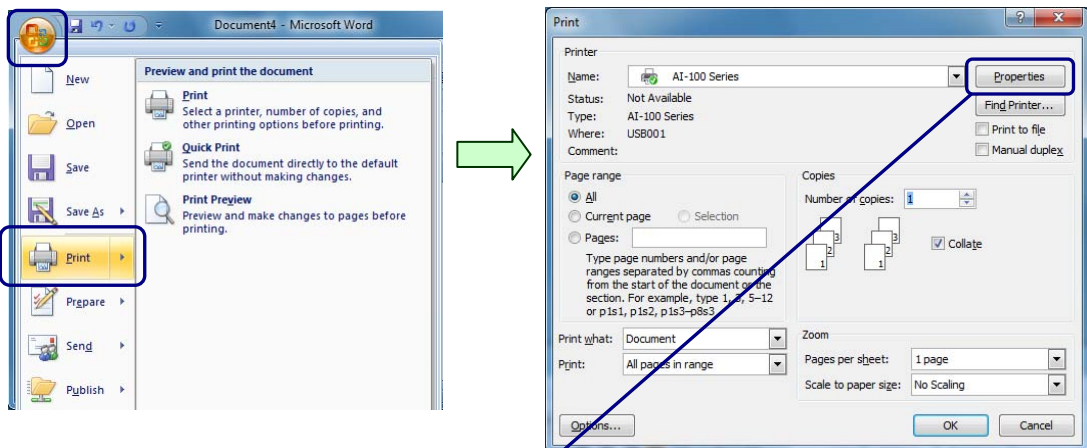 Document4 - Microsoft Word
New
Open
Save
Save As
Print
Prepare
Send
Publish
Preview and print the document
Print
Select a printer, number of copies, and
other printing options before printing.
Quick Print
Send the document directly to the default
printer without making changes.
Print Preview
Preview and make changes to pages before
printing.
Print
Printer
Name: AI-100 Series Properties
Status: Not Available Find Printer...
Type: AI-100 Series
Where: USB001 Print to file
Comment: Manual duplex
Page range
All
Current page Selection
Pages:
Type page numbers and/or page
ranges separated by commas counting
from the start of the document or the
section. For example, type 1, 3, 5–12
or p1s1, p1s2, p1s3–p8s3
Copies
Number of copies: 1
3 3
2 2
1 1
Collate
Print what: Document
Print: All pages in range
Zoom
Pages per sheet: 1 page
Scale to paper size: No Scaling
Options... OK Cancel